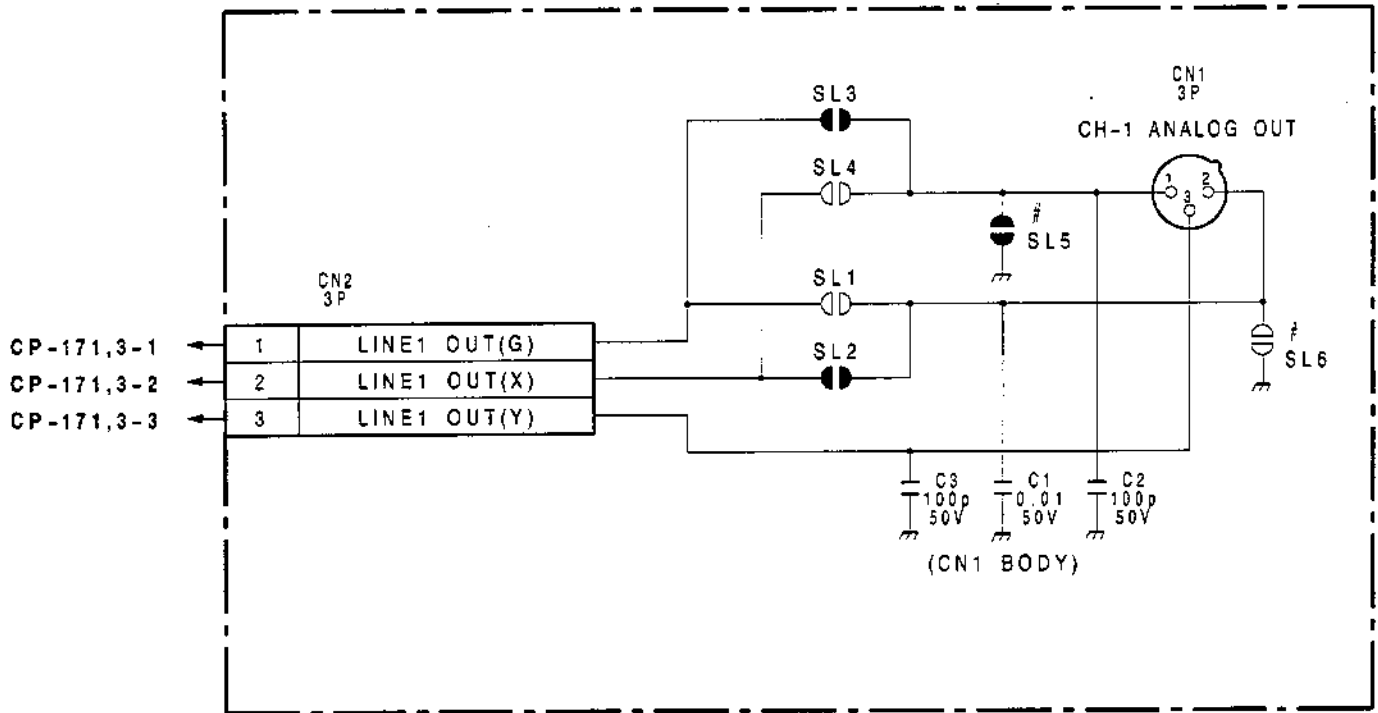 CN1
3P
CH-1 ANALOG OUT
1
2
3
SL3
SL4
#
SL5
SL1
#
SL6
SL2
CN2
3P
CP-171,3-1
1
LINE1 OUT(G)
CP-171,3-2
2
LINE1 OUT(X)
CP-171,3-3
3
LINE1 OUT(Y)
C3
100p
50V
C1
0.01
50V
C2
100p
50V
(CN1 BODY)